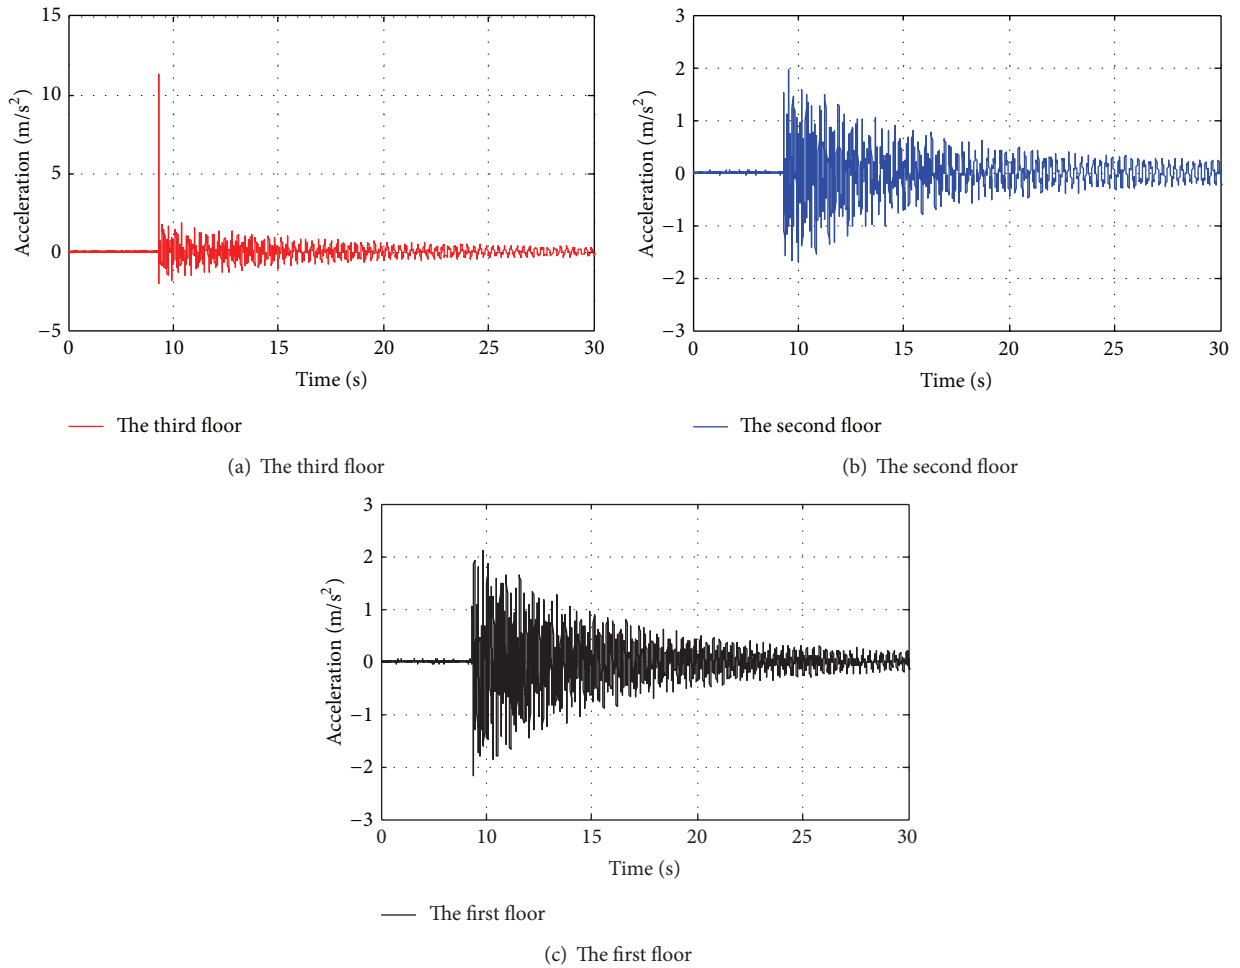 15
10
5
0
−5
Acceleration (m/s²)
0 10 15 20 25 30
Time (s)
The third floor
(a) The third floor
3
2
1
0
−1
−2
−3
Acceleration (m/s²)
0 10 15 20 25 30
Time (s)
The second floor
(b) The second floor
3
2
1
0
−1
−2
−3
Acceleration (m/s²)
0 10 15 20 25 30
Time (s)
The first floor
(c) The first floor